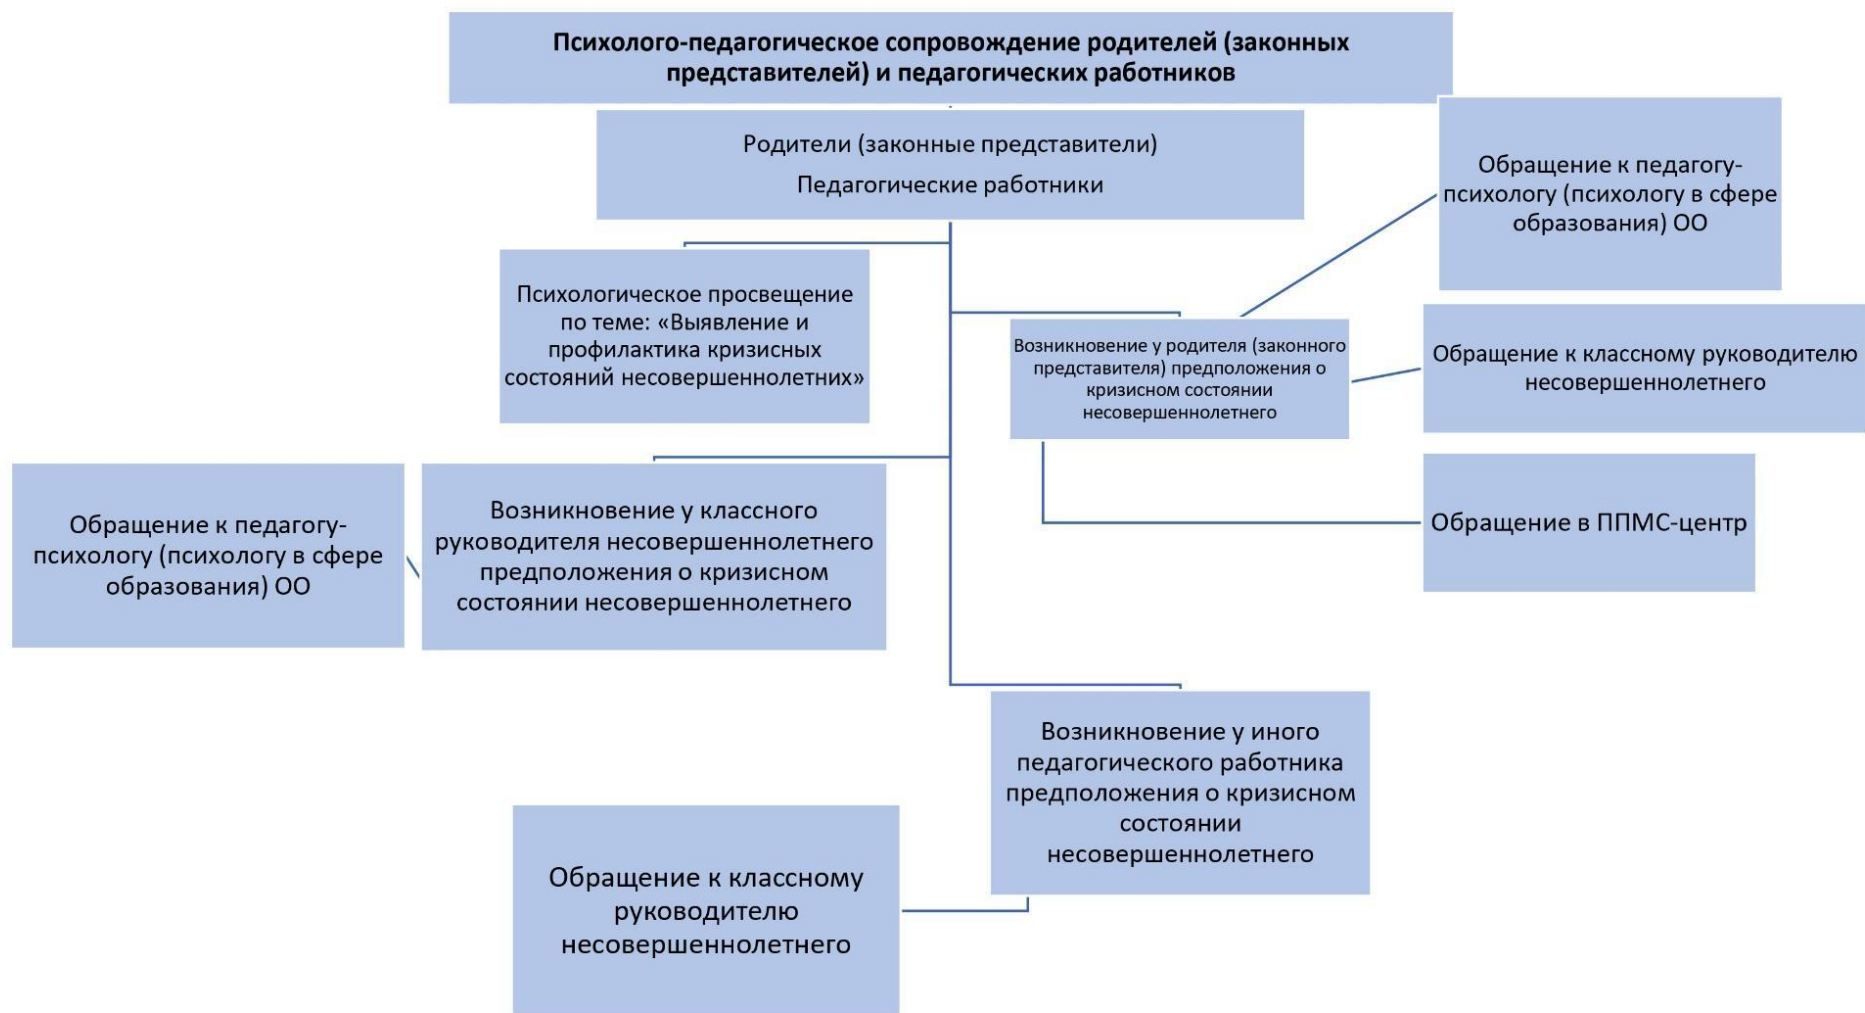 Психолого-педагогическое сопровождение родителей (законных
представителей) и педагогических работников
Родители (законные представители)
Педагогические работники
Обращение к педагогу-
психологу (психологу в сфере
образования) ОО
Психологическое просвещение
по теме: «Выявление и
профилактика кризисных
состояний несовершеннолетних»
Возникновение у родителя (законного
представителя) предположения о
кризисном состоянии
несовершеннолетнего
Обращение к классному руководителю
несовершеннолетнего
Обращение в ППМС-центр
Обращение к педагогу-
психологу (психологу в сфере
образования) ОО
Возникновение у классного
руководителя несовершеннолетнего
предположения о кризисном
состоянии несовершеннолетнего
Возникновение у иного
педагогического работника
предположения о кризисном
состоянии
несовершеннолетнего
Обращение к классному
руководителю
несовершеннолетнего